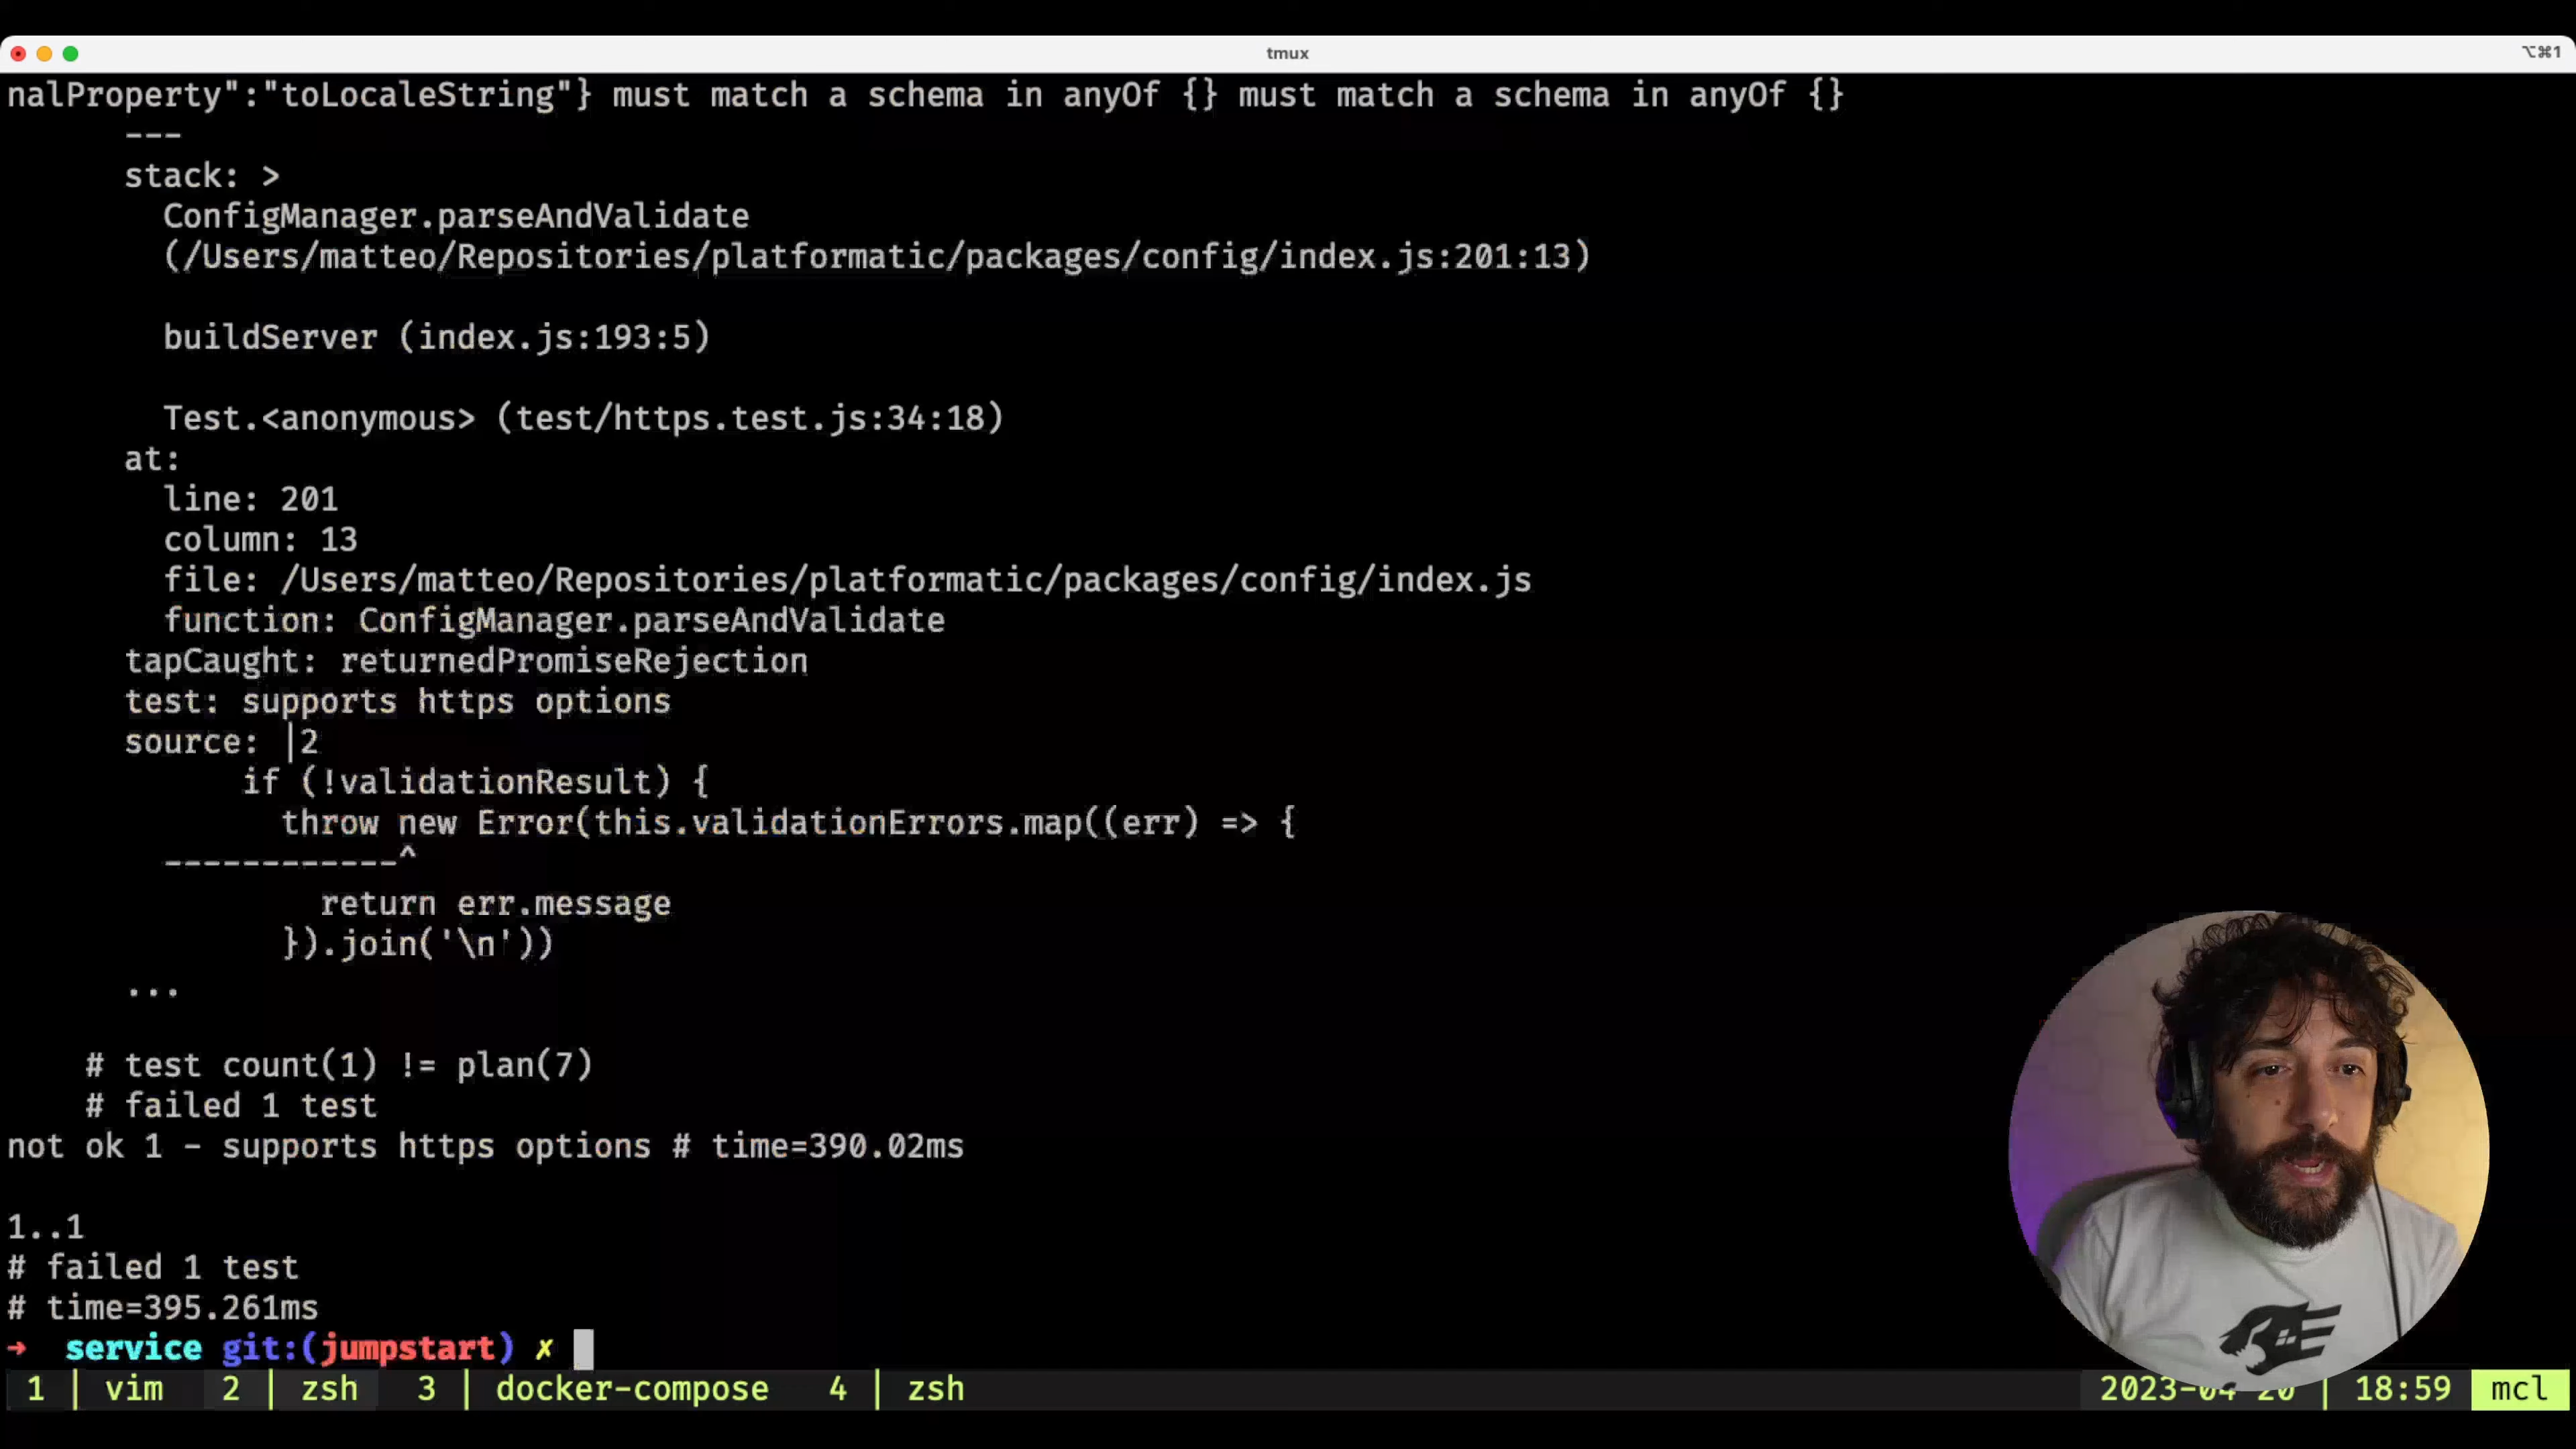 tmux
⌥⌘1
nalProperty":"toLocaleString"} must match a schema in anyOf {} must match a schema in anyOf {}
---
stack: >
ConfigManager.parseAndValidate
(/Users/matteo/Repositories/platformatic/packages/config/index.js:201:13)
buildServer (index.js:193:5)
Test.<anonymous> (test/https.test.js:34:18)
at:
line: 201
column: 13
file: /Users/matteo/Repositories/platformatic/packages/config/index.js
function: ConfigManager.parseAndValidate
tapCaught: returnedPromiseRejection
test: supports https options
source: |2
if (!validationResult) {
throw new Error(this.validationErrors.map((err) => {
------------^
return err.message
}).join('\n'))
...
# test count(1) != plan(7)
# failed 1 test
not ok 1 - supports https options # time=390.02ms
1..1
# failed 1 test
# time=395.261ms
→ service git:(jumpstart) ✗
1 | vim 2 | zsh 3 | docker-compose 4 | zsh 2023-04-20 | 18:59 mcl